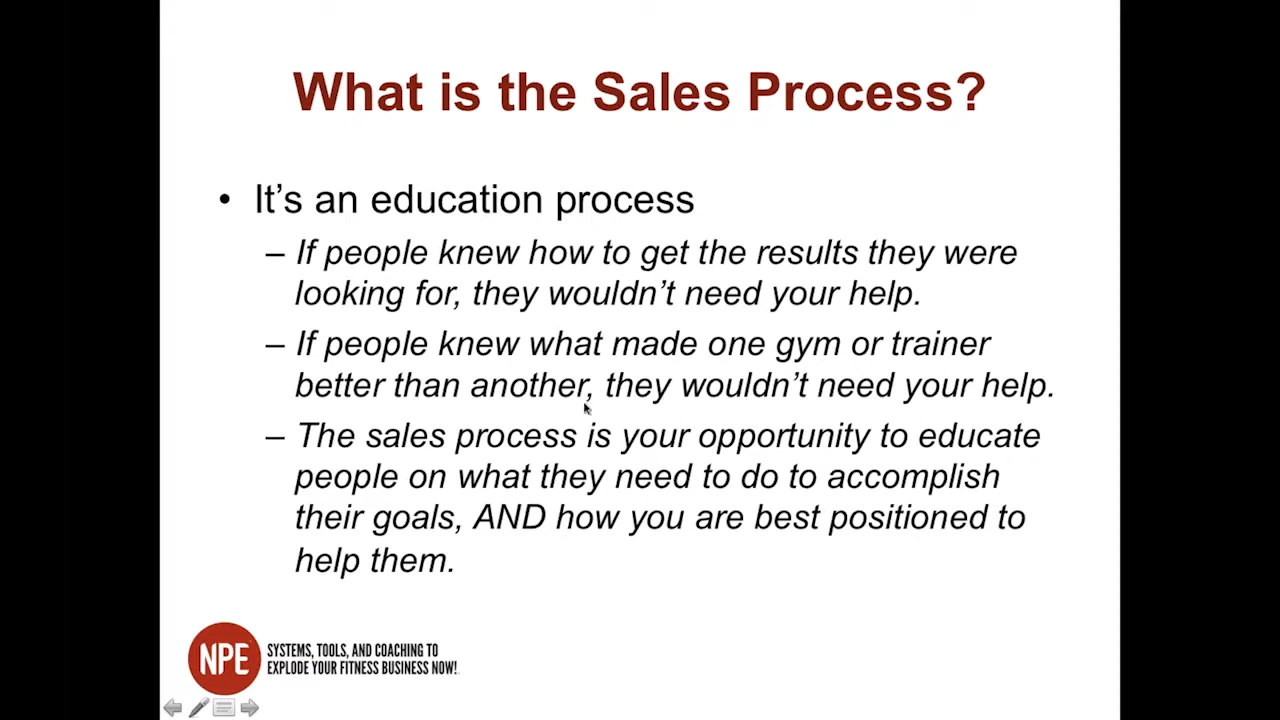 What is the Sales Process?
• It’s an education process
– If people knew how to get the results they were
looking for, they wouldn’t need your help.
– If people knew what made one gym or trainer
better than another, they wouldn’t need your help.
– The sales process is your opportunity to educate
people on what they need to do to accomplish
their goals, AND how you are best positioned to
help them.
NPE
SYSTEMS, TOOLS, AND COACHING TO
EXPLODE YOUR FITNESS BUSINESS NOW!